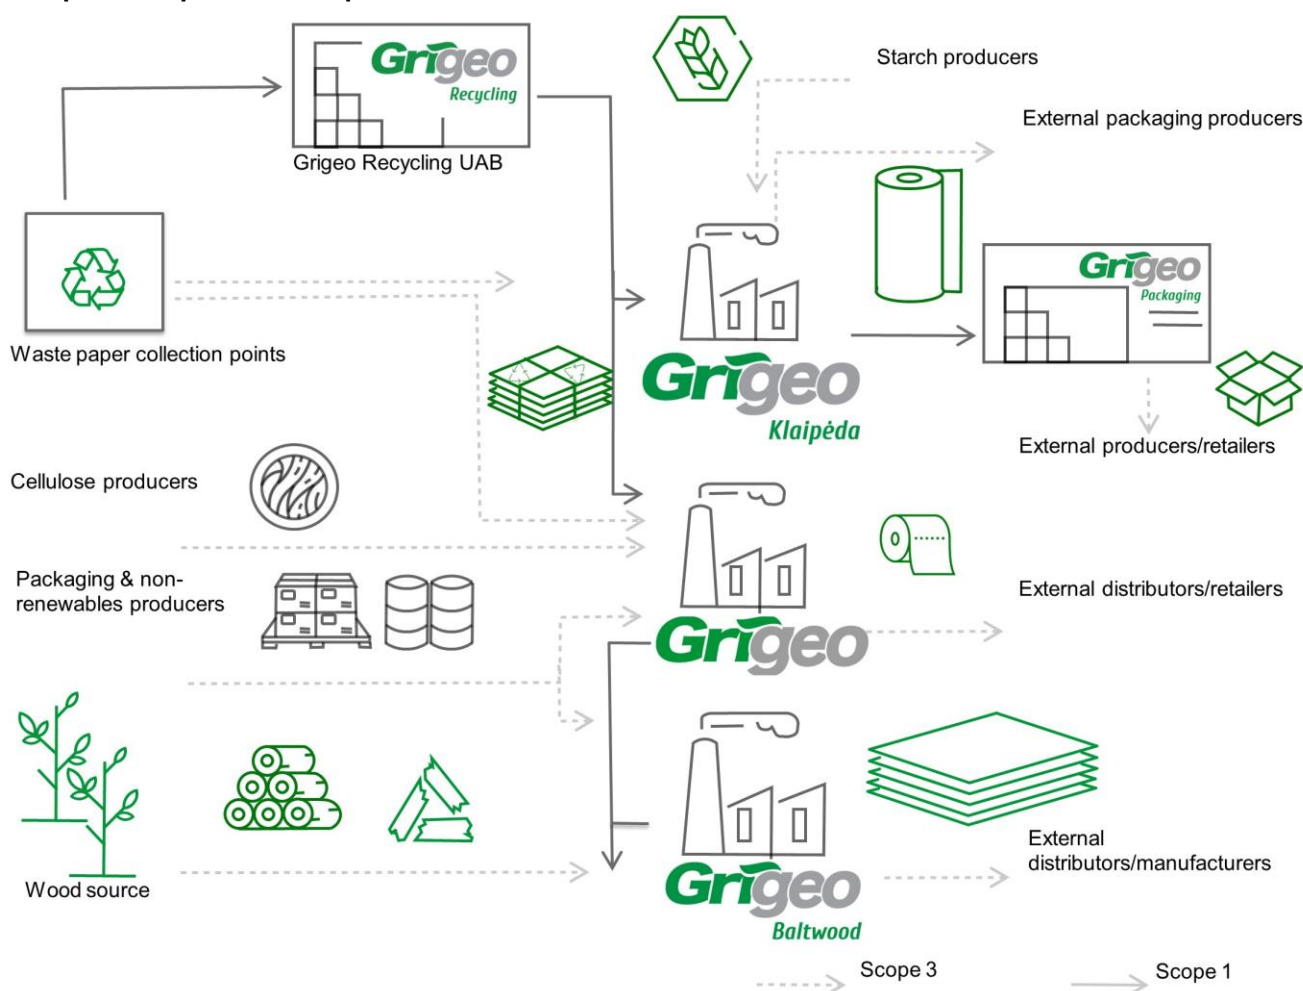 Grigeo
Recycling
Grigeo Recycling UAB
Starch producers
External packaging producers
Waste paper collection points
Grigeo
Klaipėda
Grigeo
Packaging
External producers/retailers
Cellulose producers
Packaging & non-
renewables producers
Grigeo
External distributors/retailers
Wood source
Grigeo
Baltwood
External
distributors/manufacturers
Scope 3
Scope 1